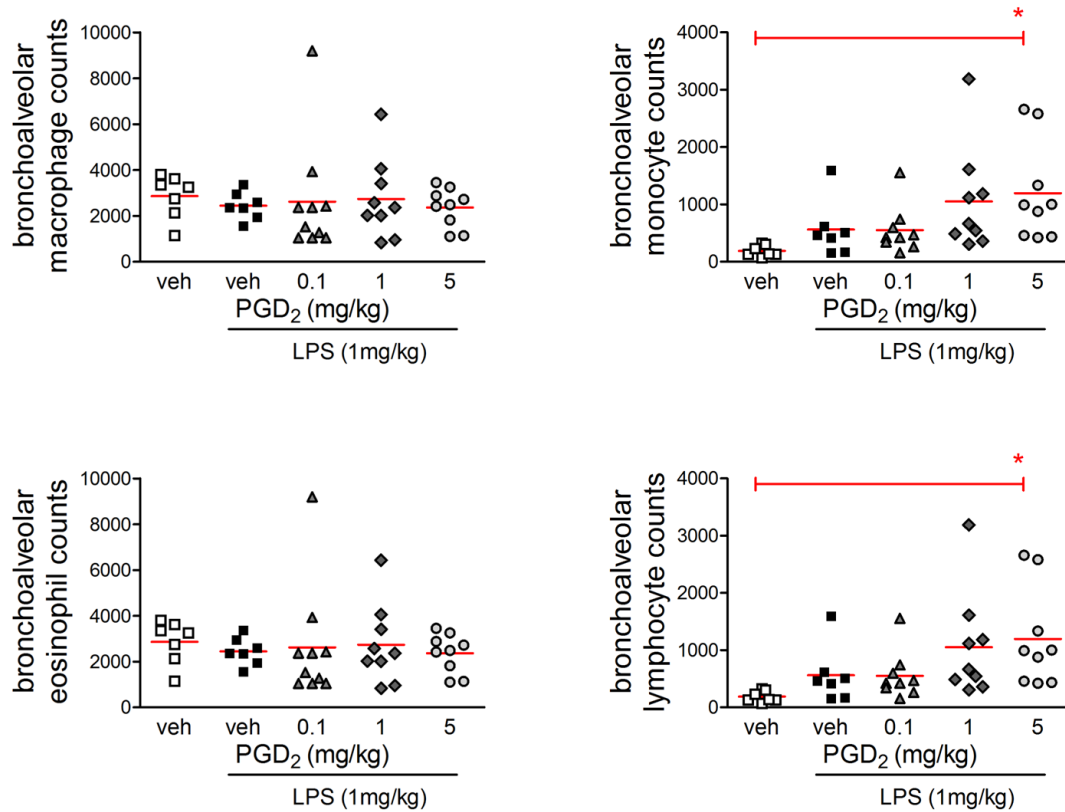 bronchoalveolar
macrophage counts
10000
8000
6000
4000
2000
0
veh veh 0.1 1 5
PGD₂ (mg/kg)
LPS (1mg/kg)
*
bronchoalveolar
monocyte counts
4000
3000
2000
1000
0
veh veh 0.1 1 5
PGD₂ (mg/kg)
LPS (1mg/kg)
bronchoalveolar
eosinophil counts
10000
8000
6000
4000
2000
0
veh veh 0.1 1 5
PGD₂ (mg/kg)
LPS (1mg/kg)
*
bronchoalveolar
lymphocyte counts
4000
3000
2000
1000
0
veh veh 0.1 1 5
PGD₂ (mg/kg)
LPS (1mg/kg)